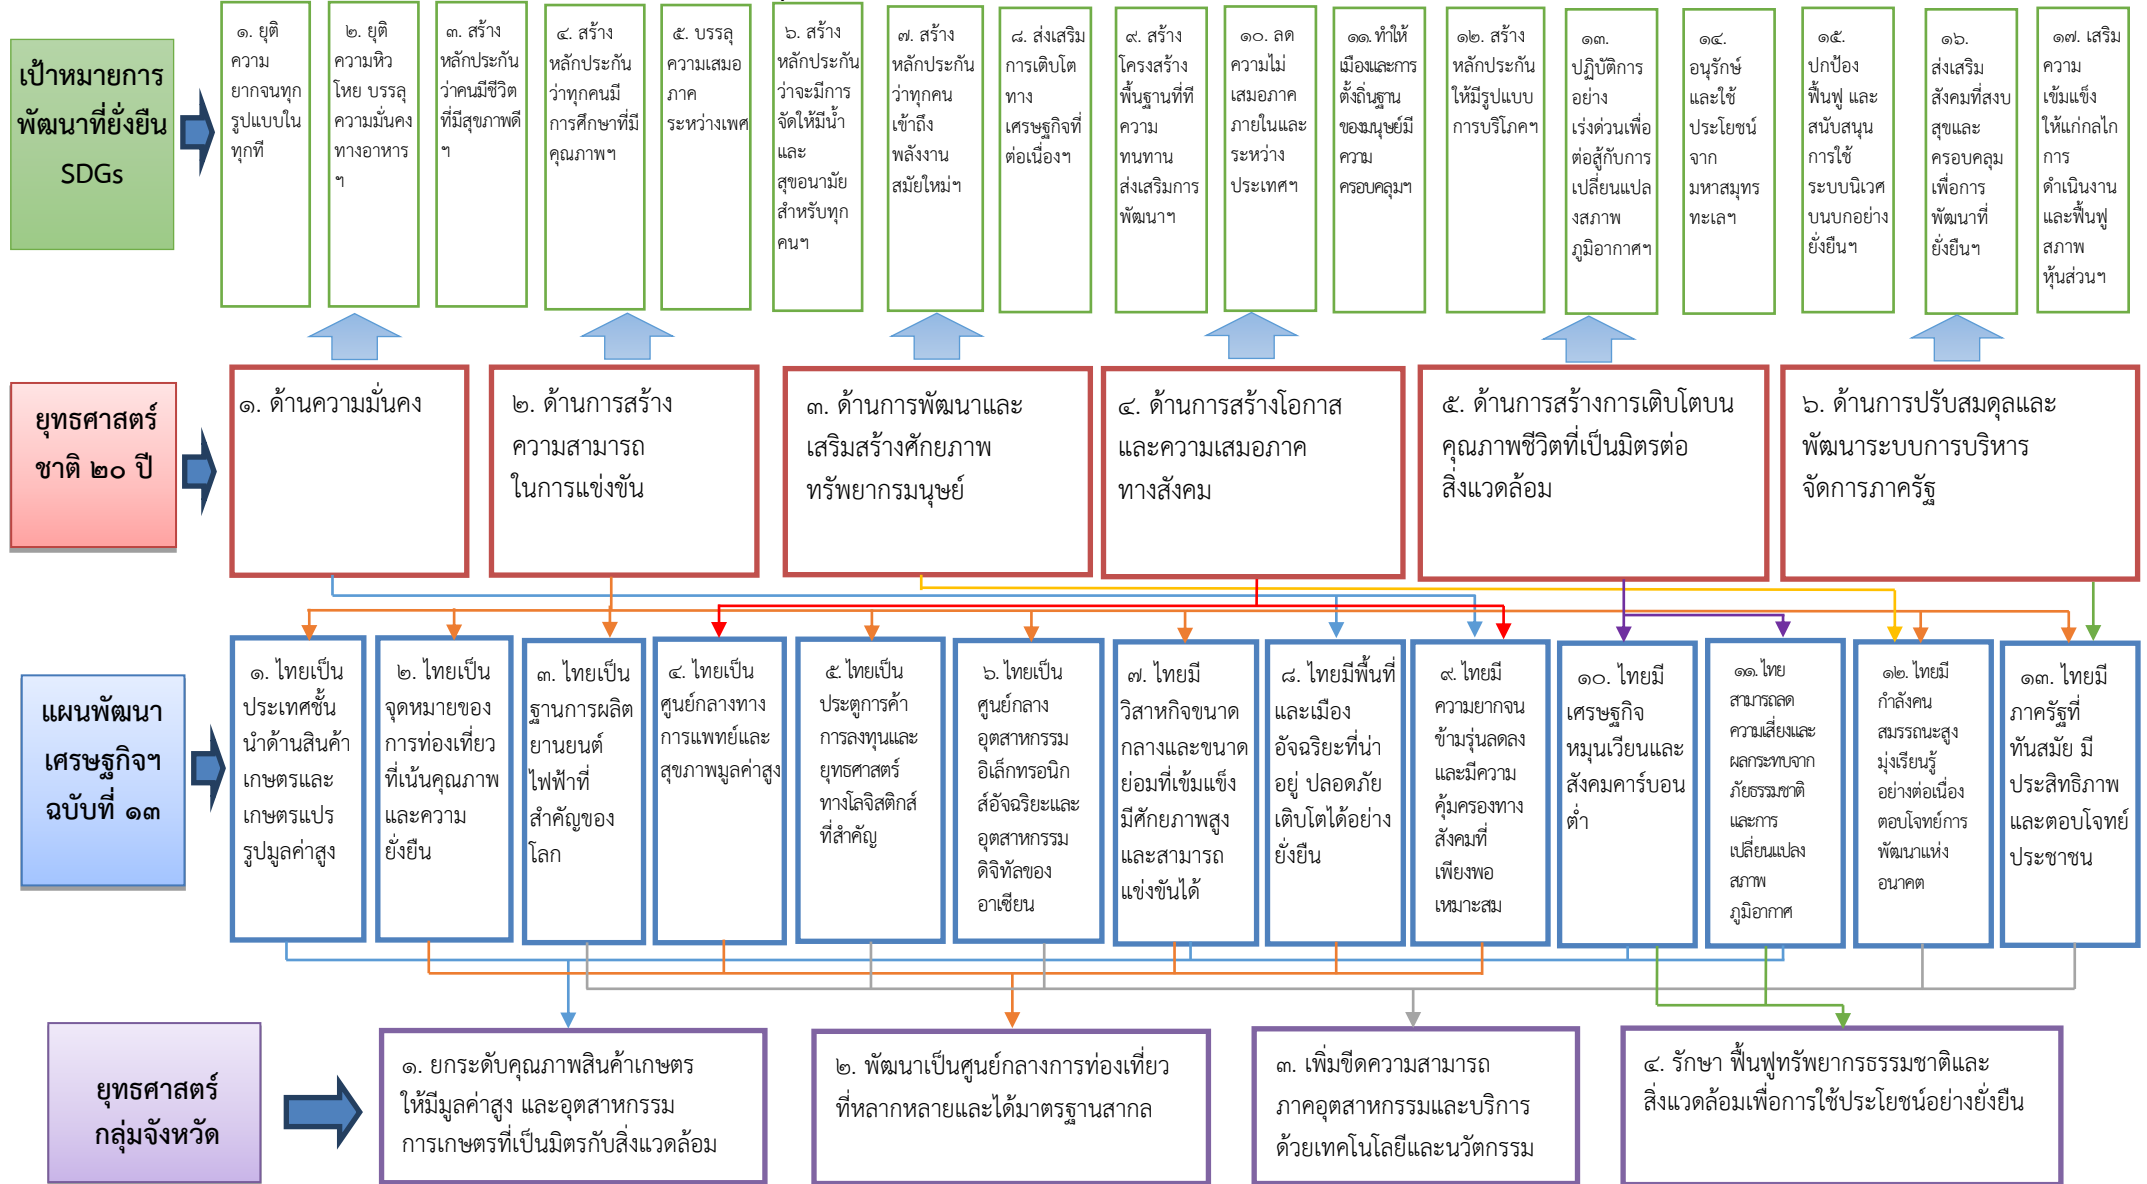 เป้าหมายการ
พัฒนาที่ยั่งยืน
SDGs
๑. ยุติ
ความ
ยากจนทุก
รูปแบบใน
ทุกที
๒. ยุติ
ความหิว
โหย บรรลุ
ความมั่นคง
ทางอาหาร
ฯ
๓. สร้าง
หลักประกัน
ว่าคนมีชีวิต
ที่มีสุขภาพดี
ฯ
๔. สร้าง
หลักประกัน
ว่าทุกคนมี
การศึกษาที่มี
คุณภาพฯ
๕. บรรลุ
ความเสมอ
ภาค
ระหว่างเพศ
๖. สร้าง
หลักประกัน
ว่าจะมีการ
จัดให้มีน้ำ
และ
สุขอนามัย
สำหรับทุก
คนฯ
๗. สร้าง
หลักประกัน
ว่าทุกคน
เข้าถึง
พลังงาน
สมัยใหม่ฯ
๘. ส่งเสริม
การเติบโต
ทาง
เศรษฐกิจที่
ต่อเนื่องฯ
๙. สร้าง
โครงสร้าง
พื้นฐานที่ที
ความ
ทนทาน
ส่งเสริมการ
พัฒนาฯ
๑๐. ลด
ความไม่
เสมอภาค
ภายในและ
ระหว่าง
ประเทศฯ
๑๑. ทำให้
เมืองและการ
ตั้งถิ่นฐาน
ของมนุษย์มี
ความ
ครอบคลุมฯ
๑๒. สร้าง
หลักประกัน
ให้มีรูปแบบ
การบริโภคฯ
๑๓.
ปฏิบัติการ
อย่าง
เร่งด่วนเพื่อ
ต่อสู้กับการ
เปลี่ยนแปล
งสภาพ
ภูมิอากาศฯ
๑๔.
อนุรักษ์
และใช้
ประโยชน์
จาก
มหาสมุทร
ทะเลฯ
๑๕.
ปกป้อง
ฟื้นฟู และ
สนับสนุน
การใช้
ระบบนิเวศ
บนบกอย่าง
ยั่งยืนฯ
๑๖.
ส่งเสริม
สังคมที่สงบ
สุขและ
ครอบคลุม
เพื่อการ
พัฒนาที่
ยั่งยืนฯ
๑๗. เสริม
ความ
เข้มแข็ง
ให้แก่กลไก
การ
ดำเนินงาน
และฟื้นฟู
สภาพ
หุ้นส่วนฯ
ยุทธศาสตร์
ชาติ ๒๐ ปี
๑. ด้านความมั่นคง
๒. ด้านการสร้าง
ความสามารถ
ในการแข่งขัน
๓. ด้านการพัฒนาและ
เสริมสร้างศักยภาพ
ทรัพยากรมนุษย์
๔. ด้านการสร้างโอกาส
และความเสมอภาค
ทางสังคม
๕. ด้านการสร้างการเติบโตบน
คุณภาพชีวิตที่เป็นมิตรต่อ
สิ่งแวดล้อม
๖. ด้านการปรับสมดุลและ
พัฒนาระบบการบริหาร
จัดการภาครัฐ
แผนพัฒนา
เศรษฐกิจฯ
ฉบับที่ ๑๓
๑. ไทยเป็น
ประเทศชั้น
นำด้านสินค้า
เกษตรและ
เกษตรแปร
รูปมูลค่าสูง
๒. ไทยเป็น
จุดหมายของ
การท่องเที่ยว
ที่เน้นคุณภาพ
และความ
ยั่งยืน
๓. ไทยเป็น
ฐานการผลิต
ยานยนต์
ไฟฟ้าที่
สำคัญของ
โลก
๔. ไทยเป็น
ศูนย์กลางทาง
การแพทย์และ
สุขภาพมูลค่าสูง
๕. ไทยเป็น
ประตูการค้า
การลงทุนและ
ยุทธศาสตร์
ทางโลจิสติกส์
ที่สำคัญ
๖. ไทยเป็น
ศูนย์กลาง
อุตสาหกรรม
อิเล็กทรอนิก
ส์อัจฉริยะและ
อุตสาหกรรม
ดิจิทัลของ
อาเซียน
๗. ไทยมี
วิสาหกิจขนาด
กลางและขนาด
ย่อมที่เข้มแข็ง
มีศักยภาพสูง
และสามารถ
แข่งขันได้
๘. ไทยมีพื้นที่
และเมือง
อัจฉริยะที่น่า
อยู่ ปลอดภัย
เติบโตได้อย่าง
ยั่งยืน
๙. ไทยมี
ความยากจน
ข้ามรุ่นลดลง
และมีความ
คุ้มครองทาง
สังคมที่
เพียงพอ
เหมาะสม
๑๐. ไทยมี
เศรษฐกิจ
หมุนเวียนและ
สังคมคาร์บอน
ต่ำ
๑๑. ไทย
สามารถลด
ความเสี่ยงและ
ผลกระทบจาก
ภัยธรรมชาติ
และการ
เปลี่ยนแปลง
สภาพ
ภูมิอากาศ
๑๒. ไทยมี
กำลังคน
สมรรถนะสูง
มุ่งเรียนรู้
อย่างต่อเนื่อง
ตอบโจทย์การ
พัฒนาแห่ง
อนาคต
๑๓. ไทยมี
ภาครัฐที่
ทันสมัย มี
ประสิทธิภาพ
และตอบโจทย์
ประชาชน
ยุทธศาสตร์
กลุ่มจังหวัด
๑. ยกระดับคุณภาพสินค้าเกษตร
ให้มีมูลค่าสูง และอุตสาหกรรม
การเกษตรที่เป็นมิตรกับสิ่งแวดล้อม
๒. พัฒนาเป็นศูนย์กลางการท่องเที่ยว
ที่หลากหลายและได้มาตรฐานสากล
๓. เพิ่มขีดความสามารถ
ภาคอุตสาหกรรมและบริการ
ด้วยเทคโนโลยีและนวัตกรรม
๔. รักษา ฟื้นฟูทรัพยากรธรรมชาติและ
สิ่งแวดล้อมเพื่อการใช้ประโยชน์อย่างยั่งยืน